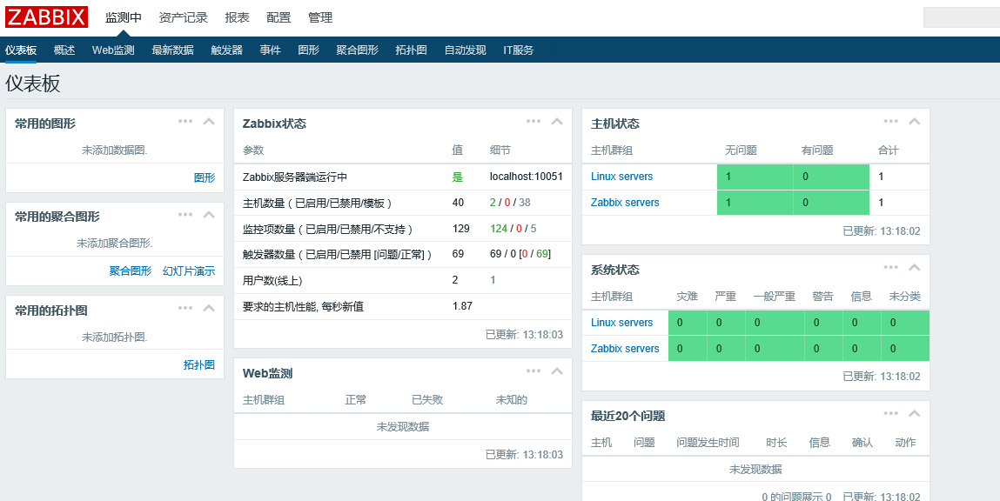 ZABBIX 监测中 资产记录 报表 配置 管理
仪表板 概述 Web监测 最新数据 触发器 事件 图形 聚合图形 拓扑图 自动发现 IT服务
仪表板
常用的图形
未添加数据图.
图形
常用的聚合图形
未添加聚合图形.
聚合图形 幻灯片演示
常用的拓扑图
未添加拓扑图.
拓扑图
Zabbix状态
参数 值 细节
Zabbix服务器端运行中 是 localhost:10051
主机数量(已启用/已禁用/模板) 40 2 / 0 / 38
监控项数量(已启用/已禁用/不支持) 129 124 / 0 / 5
触发器数量(已启用/已禁用 [问题/正常]) 69 69 / 0 [0 / 69]
用户数(线上) 2 1
要求的主机性能, 每秒新值 1.87
已更新: 13:18:03
Web监测
主机群组 正常 已失败 未知的
未发现数据
已更新: 13:18:03
主机状态
主机群组 无问题 有问题 合计
Linux servers 1 0 1
Zabbix servers 1 0 1
已更新: 13:18:02
系统状态
主机群组 灾难 严重 一般严重 警告 信息 未分类
Linux servers 0 0 0 0 0 0
Zabbix servers 0 0 0 0 0 0
已更新: 13:18:02
最近20个问题
主机 问题 问题发生时间 时长 信息 确认 动作
未发现数据
0 的问题展示 0 已更新: 13:18:02